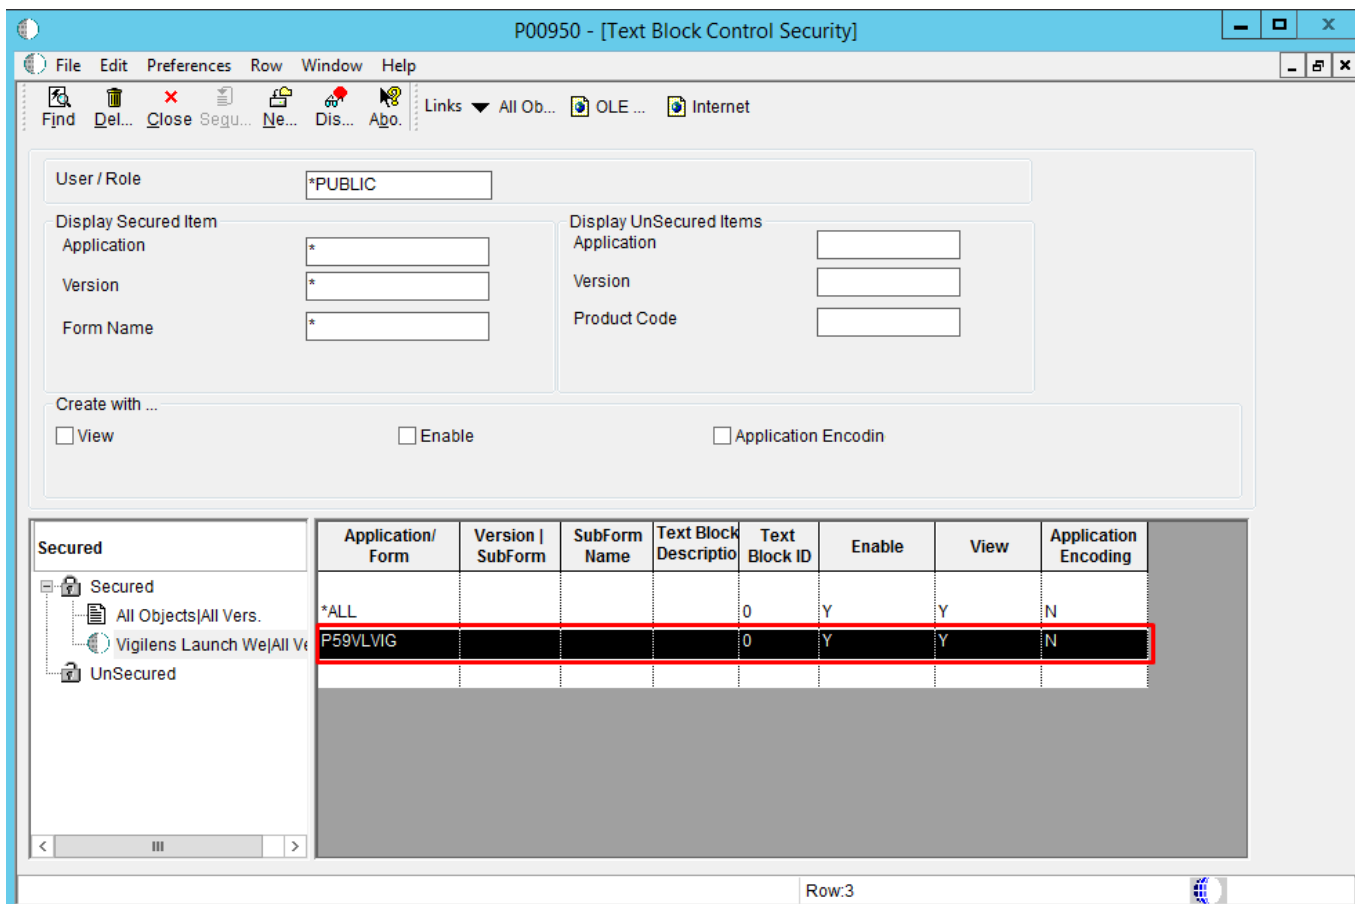 P00950 - [Text Block Control Security]
File Edit Preferences Row Window Help
Find Del... Close Sequ... Ne... Dis... Abo. Links All Ob... OLE ... Internet
User / Role *PUBLIC
Display Secured Item
Application *
Version *
Form Name *
Display UnSecured Items
Application
Version
Product Code
Create with ...
View Enable Application Encodin
Secured
Secured
All Objects|All Vers.
Vigilens Launch We|All Ve
UnSecured
Application/ Form Version | SubForm SubForm Name Text Block Descriptio Text Block ID Enable View Application Encoding
*ALL 0 Y Y N
P59VLVIG 0 Y Y N
Row:3